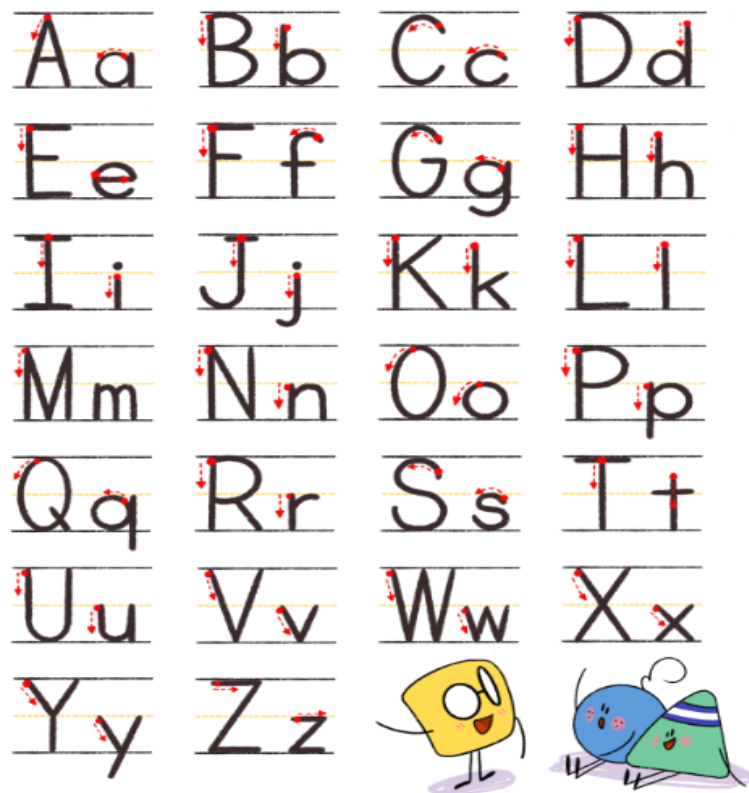 Aa Bb Cc Dd
Ee Ff Gg Hh
Ii Jj Kk Ll
Mm Nn Oo Pp
Qq Rr Ss Tt
Uu Vv Ww Xx
Yy Zz